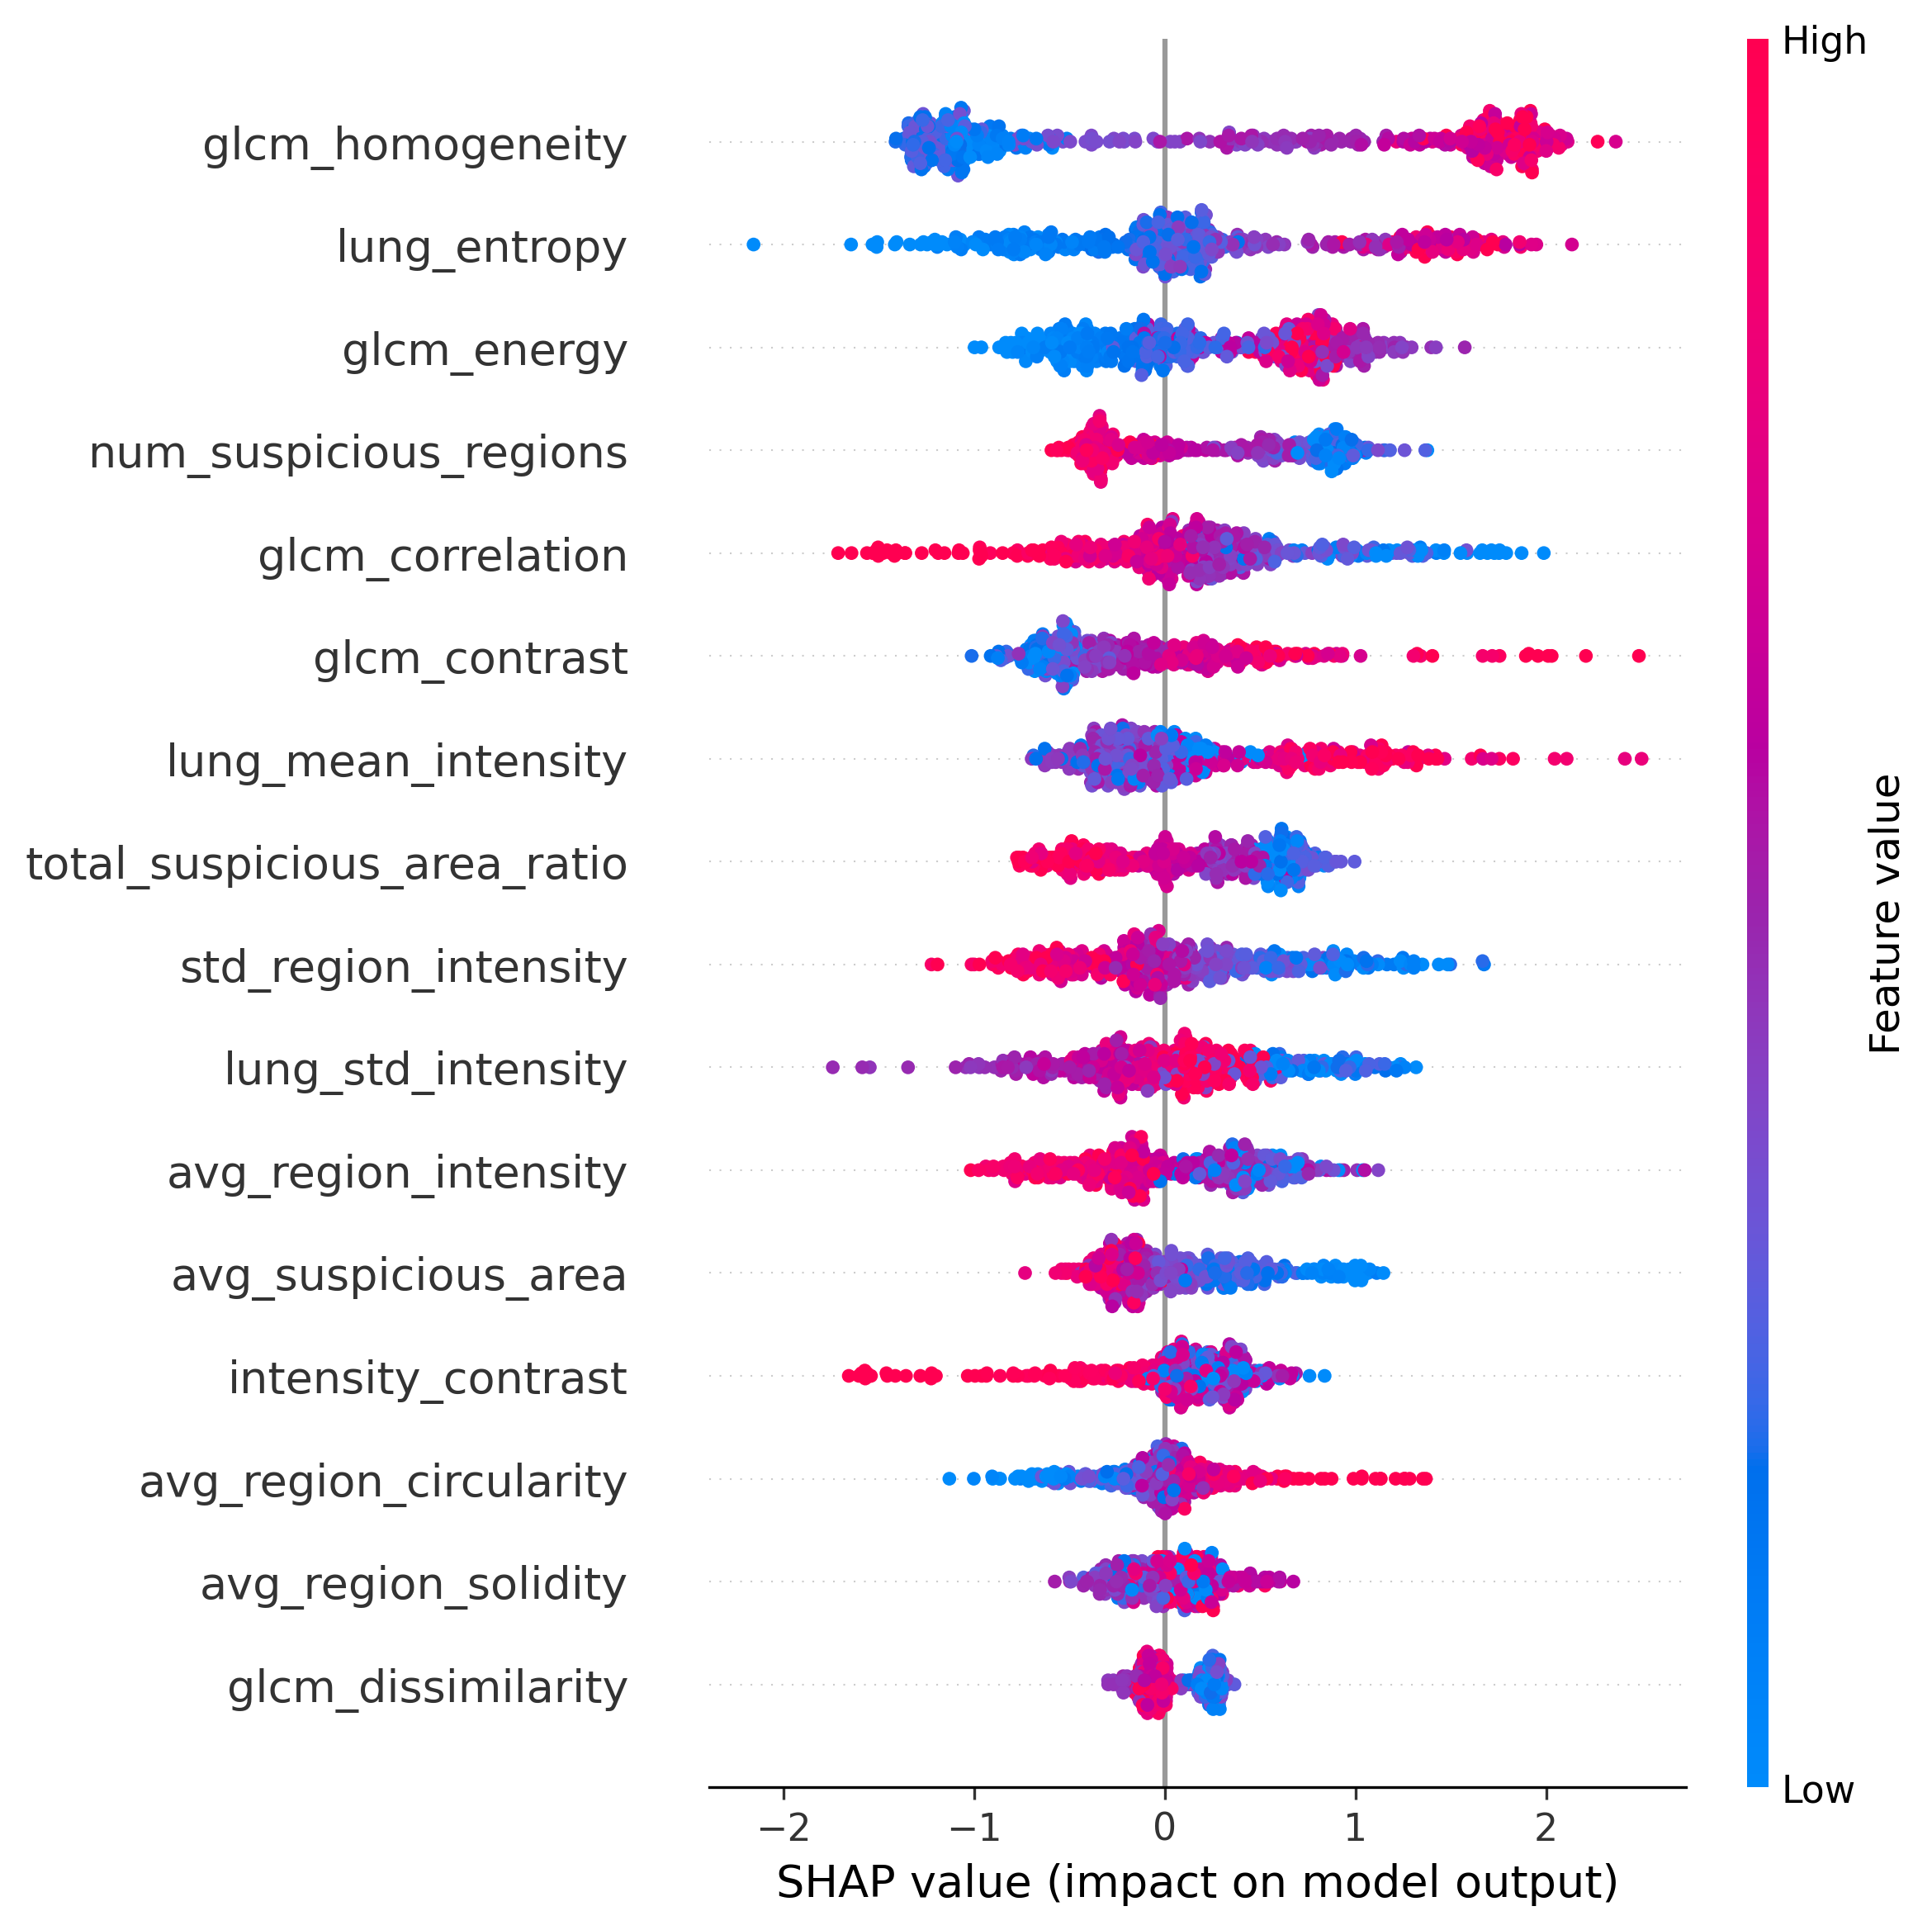 High
glcm_homogeneity
lung_entropy
glcm_energy
num_suspicious_regions
glcm_correlation
glcm_contrast
lung_mean_intensity
total_suspicious_area_ratio
std_region_intensity
lung_std_intensity
avg_region_intensity
avg_suspicious_area
intensity_contrast
avg_region_circularity
avg_region_solidity
glcm_dissimilarity
Feature value
Low
−2 −1 0 1 2
SHAP value (impact on model output)